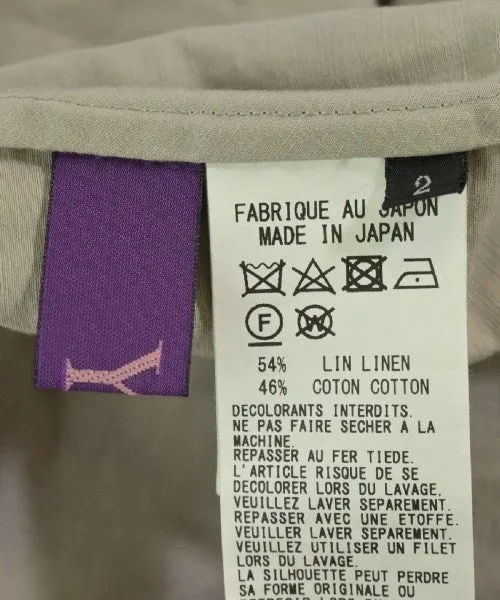 2
FABRIQUE AU JAPON
MADE IN JAPAN
F
W
54% LIN LINEN
46% COTON COTTON
DECOLORANTS INTERDITS.
NE PAS FAIRE SECHER A LA
MACHINE.
REPASSER AU FER TIEDE.
L'ARTICLE RISQUE DE SE
DECOLORER LORS DU LAVAGE.
VEUILLEZ LAVER SEPAREMENT.
REPASSER AVEC UNE ETOFFE.
VEUILLER LAVER SEPAREMENT.
VEUILLEZ UTILISER UN FILET
LORS DU LAVAGE.
LA SILHOUETTE PEUT PERDRE
SA FORME ORIGINALE OU
Y